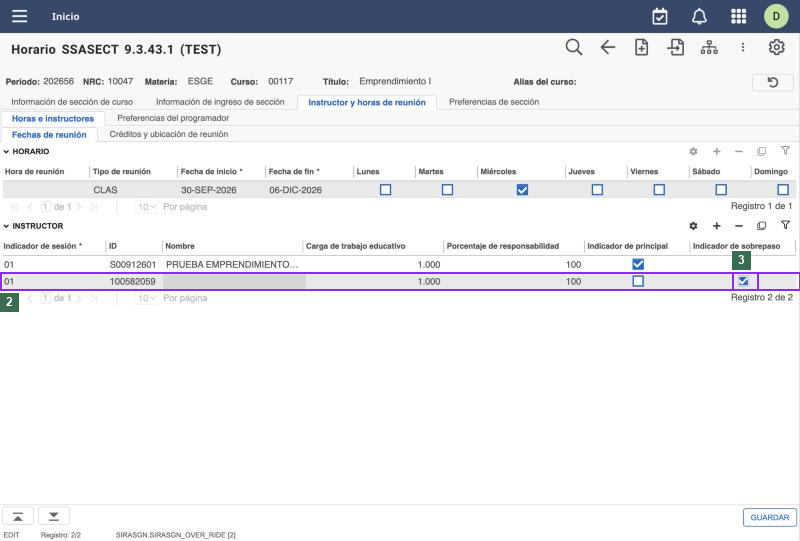 Inicio
D
Horario SSASECT 9.3.43.1 (TEST)
Periodo: 202656 NRC: 10047 Materia: ESGE Curso: 00117 Título: Emprendimiento I Alias del curso:
Información de sección de curso Información de ingreso de sección Instructor y horas de reunión Preferencias de sección
Horas e instructores Preferencias del programador
Fechas de reunión Créditos y ubicación de reunión
HORARIO
Hora de reunión Tipo de reunión Fecha de inicio * Fecha de fin * Lunes Martes Miércoles Jueves Viernes Sábado Domingo
CLAS 30-SEP-2026 06-DIC-2026
1 de 1 10 Por página Registro 1 de 1
INSTRUCTOR
Indicador de sesión * ID Nombre Carga de trabajo educativo Porcentaje de responsabilidad Indicador de principal Indicador de sobrepaso
01 S00912601 PRUEBA EMPRENDIMIENTO... 1.000 100
3
01 100582059 1.000 100
2
1 de 1 10 Por página Registro 2 de 2
GUARDAR
EDIT Registro: 2/2 SIRASGN.SIRASGN_OVER_RIDE [2]